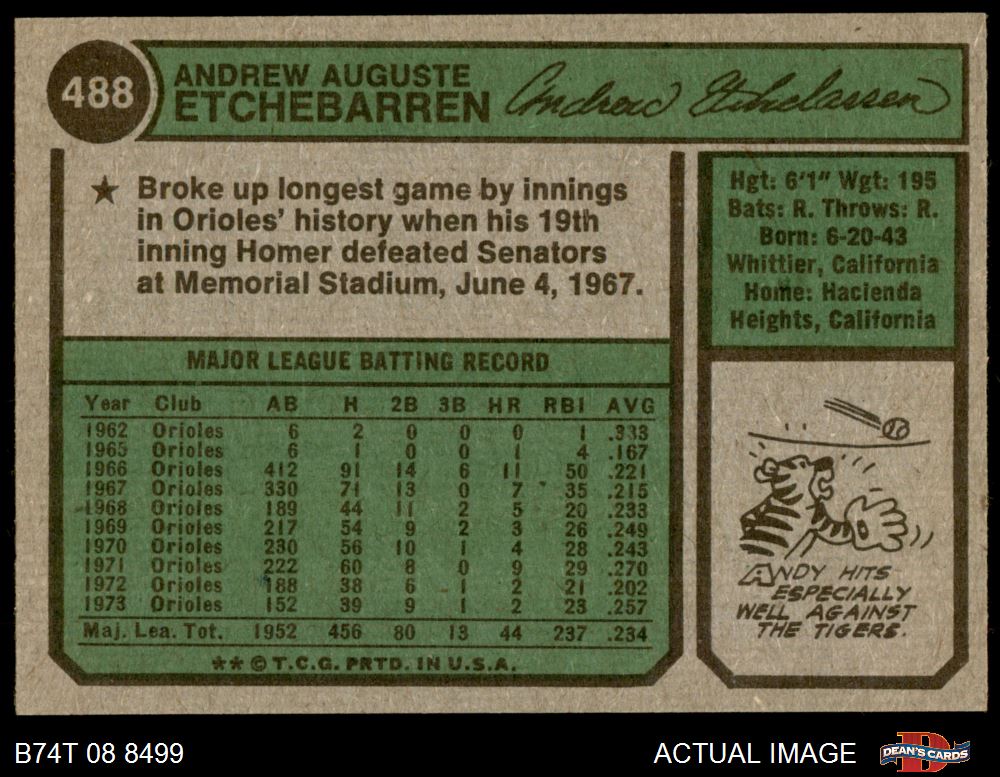 488
ANDREW AUGUSTE
ETCHEBARREN
Andrew Etchebarren
★ Broke up longest game by innings
in Orioles' history when his 19th
inning Homer defeated Senators
at Memorial Stadium, June 4, 1967.
Hgt: 6'1" Wgt: 195
Bats: R. Throws: R.
Born: 6-20-43
Whittier, California
Home: Hacienda
Heights, California
MAJOR LEAGUE BATTING RECORD
Year Club AB H 2B 3B HR RBI AVG
1962 Orioles 6 2 0 0 0 1 .333
1965 Orioles 6 1 0 0 1 4 .167
1966 Orioles 412 91 14 6 11 50 .221
1967 Orioles 330 71 13 0 7 35 .215
1968 Orioles 189 44 11 2 5 20 .233
1969 Orioles 217 54 9 2 3 26 .249
1970 Orioles 230 56 10 1 4 28 .243
1971 Orioles 222 60 8 0 9 29 .270
1972 Orioles 188 38 6 1 2 21 .202
1973 Orioles 152 39 9 1 2 23 .257
Maj. Lea. Tot. 1952 456 80 13 44 237 .234
** © T.C.G. PRTD. IN U.S.A.
ANDY HITS
ESPECIALLY
WELL AGAINST
THE TIGERS.
B74T 08 8499
ACTUAL IMAGE
DEAN'S CARDS